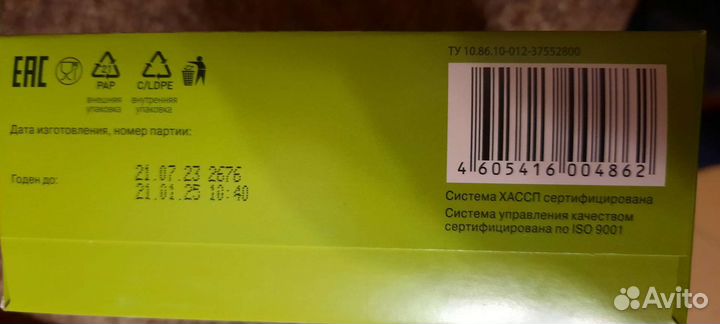 ТУ 10.86.10-012-37552800
EAC
21
PAP
C/LDPE
внешняя
упаковка
внутренняя
упаковка
4 605416 004862
Дата изготовления, номер партии:
21.07.23 2676
Годен до:
21.01.25 10:40
Система ХАССП сертифицирована
Система управления качеством
сертифицирована по ISO 9001
Avito